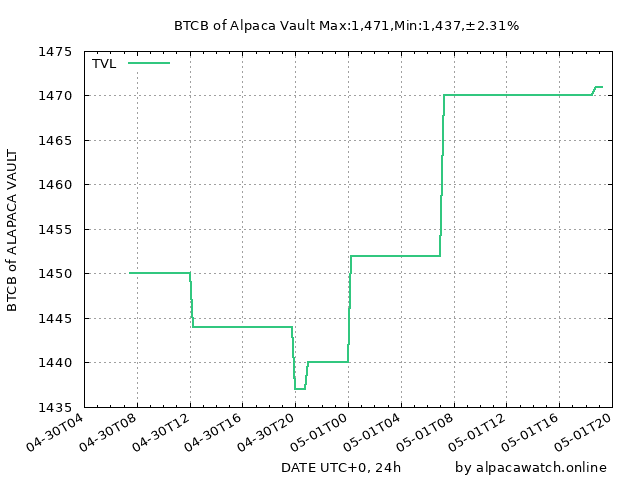 BTCB of Alpaca Vault Max:1,471,Min:1,437,±2.31%
TVL
BTCB of ALAPACA VAULT
1475
1470
1465
1460
1455
1450
1445
1440
1435
04-30T04
04-30T08
04-30T12
04-30T16
04-30T20
05-01T00
05-01T04
05-01T08
05-01T12
05-01T16
05-01T20
DATE UTC+0, 24h
by alpacawatch.online